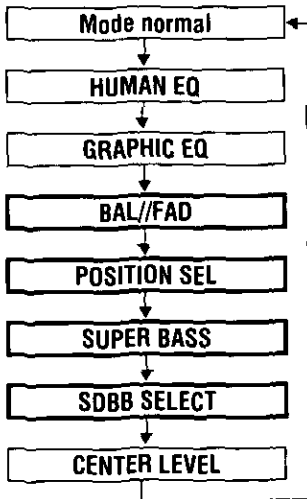 Mode normal
HUMAN EQ
GRAPHIC EQ
BAL//FAD
POSITION SEL
SUPER BASS
SDBB SELECT
CENTER LEVEL